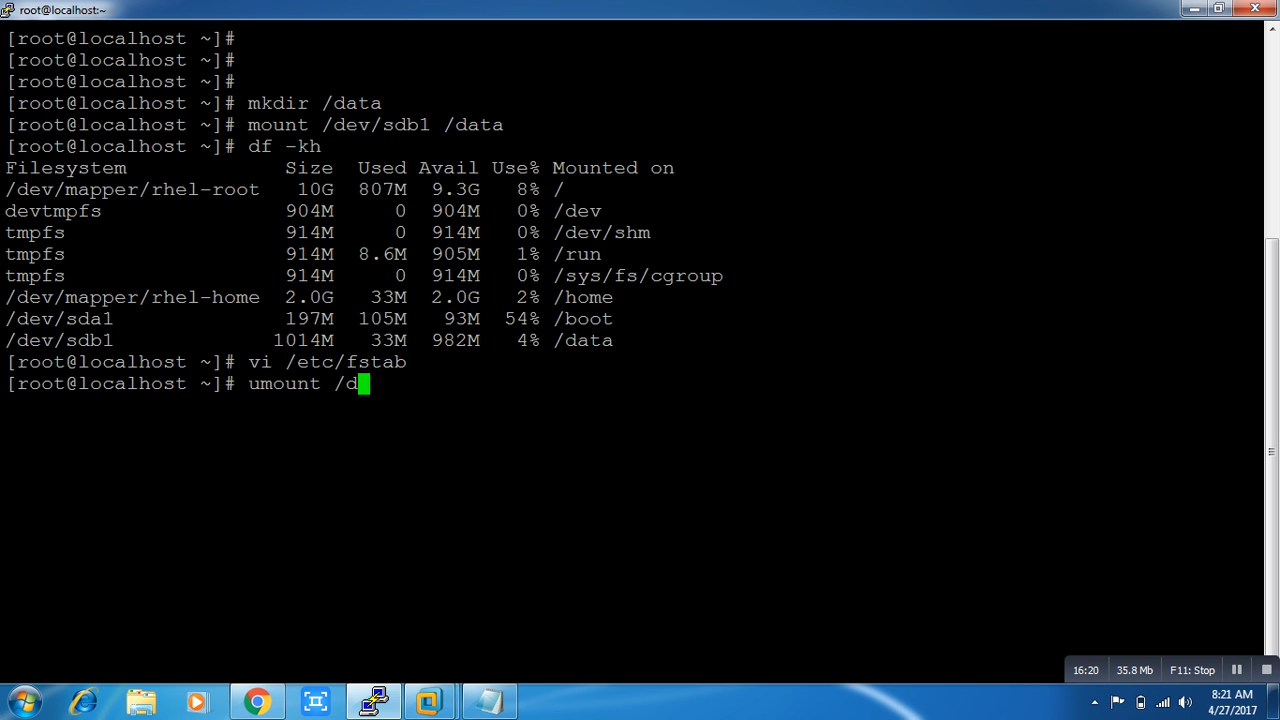 root@localhost:~
[root@localhost ~]#
[root@localhost ~]#
[root@localhost ~]#
[root@localhost ~]# mkdir /data
[root@localhost ~]# mount /dev/sdb1 /data
[root@localhost ~]# df -kh
Filesystem             Size  Used Avail Use% Mounted on
/dev/mapper/rhel-root   10G  807M  9.3G   8% /
devtmpfs               904M     0  904M   0% /dev
tmpfs                  914M     0  914M   0% /dev/shm
tmpfs                  914M  8.6M  905M   1% /run
tmpfs                  914M     0  914M   0% /sys/fs/cgroup
/dev/mapper/rhel-home  2.0G   33M  2.0G   2% /home
/dev/sda1              197M  105M   93M  54% /boot
/dev/sdb1             1014M   33M  982M   4% /data
[root@localhost ~]# vi /etc/fstab
[root@localhost ~]# umount /d
16:20 35.8 Mb F11: Stop
8:21 AM
4/27/2017